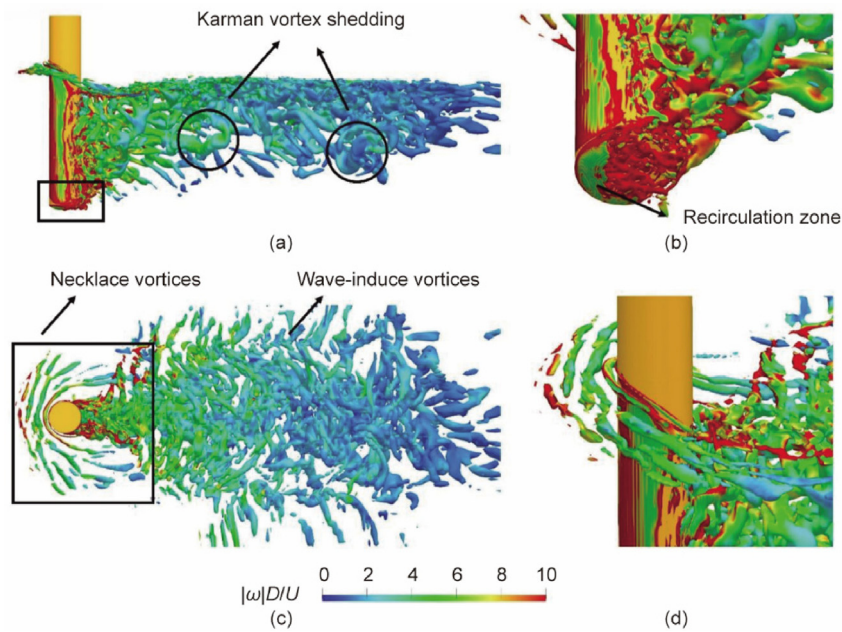 Karman vortex shedding
(a)
Recirculation zone
(b)
Necklace vortices
Wave-induce vortices
|ω|D/U
0 2 4 6 8 10
(c)
(d)